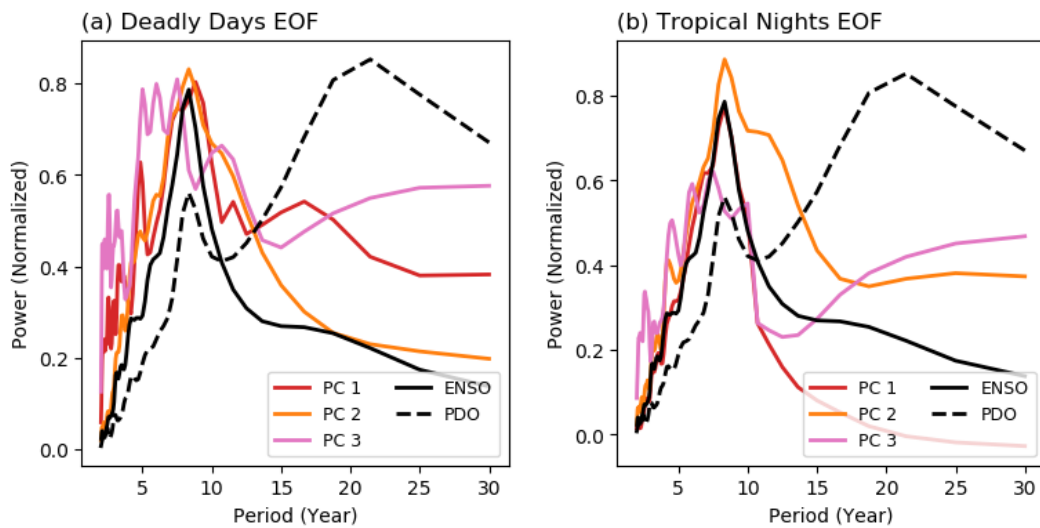 (a) Deadly Days EOF
Power (Normalized)
0.8
0.6
0.4
0.2
0.0
PC 1
PC 2
PC 3
ENSO
PDO
5 10 15 20 25 30
Period (Year)
(b) Tropical Nights EOF
Power (Normalized)
0.8
0.6
0.4
0.2
0.0
PC 1
PC 2
PC 3
ENSO
PDO
5 10 15 20 25 30
Period (Year)